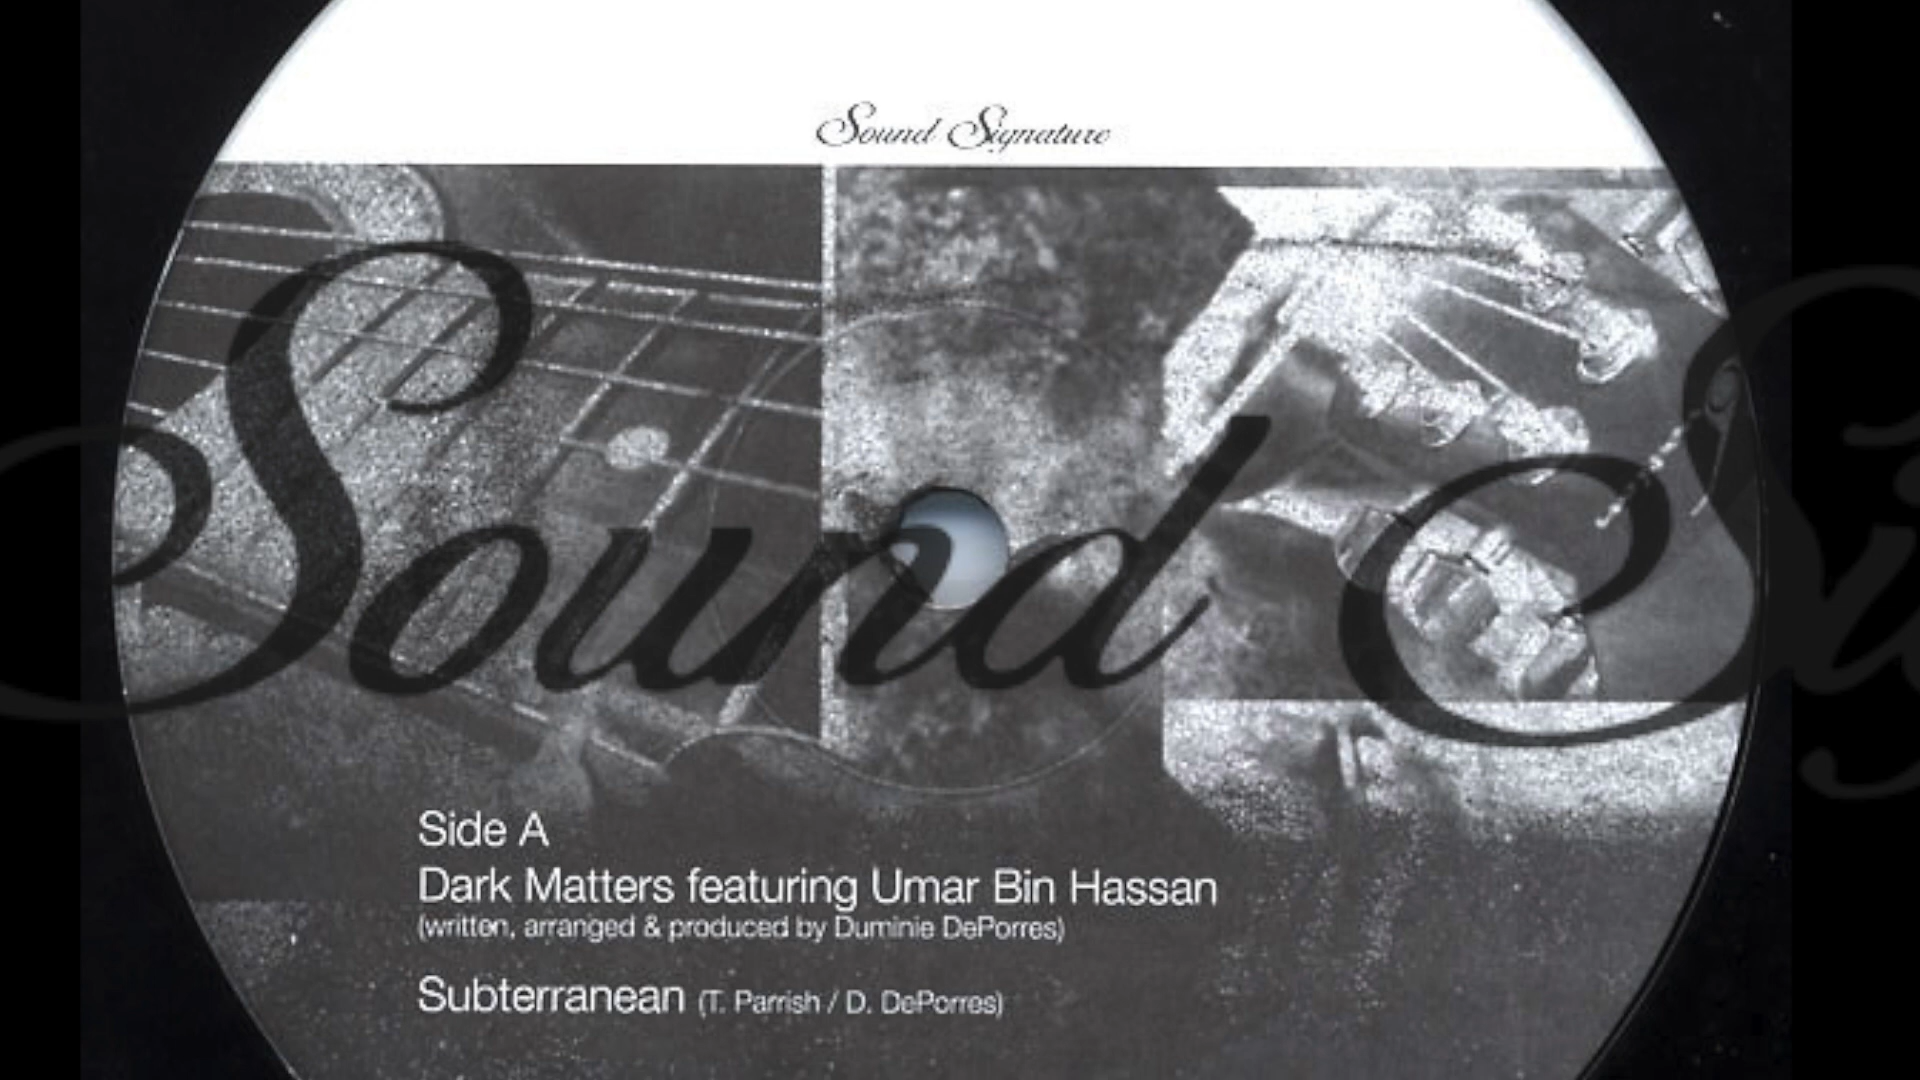 Sound Signature
Sound Si
Side A
Dark Matters featuring Umar Bin Hassan
(written, arranged & produced by Duminie DePorres)
Subterranean (T. Parrish / D. DePorres)